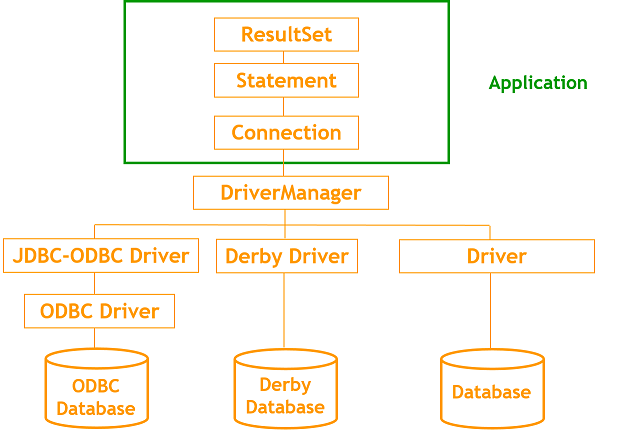 ResultSet
Statement
Application
Connection
DriverManager
JDBC-ODBC Driver
Derby Driver
Driver
ODBC Driver
ODBC
Database
Derby
Database
Database